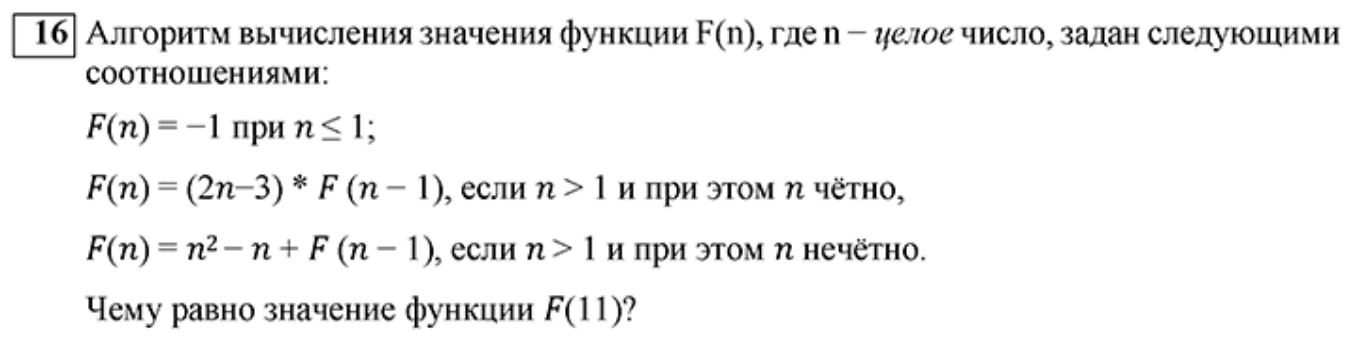 16 Алгоритм вычисления значения функции F(n), где n – целое число, задан следующими
соотношениями:
F(n) = −1 при n ≤ 1;
F(n) = (2n−3) * F (n − 1), если n > 1 и при этом n чётно,
F(n) = n² − n + F (n − 1), если n > 1 и при этом n нечётно.
Чему равно значение функции F(11)?